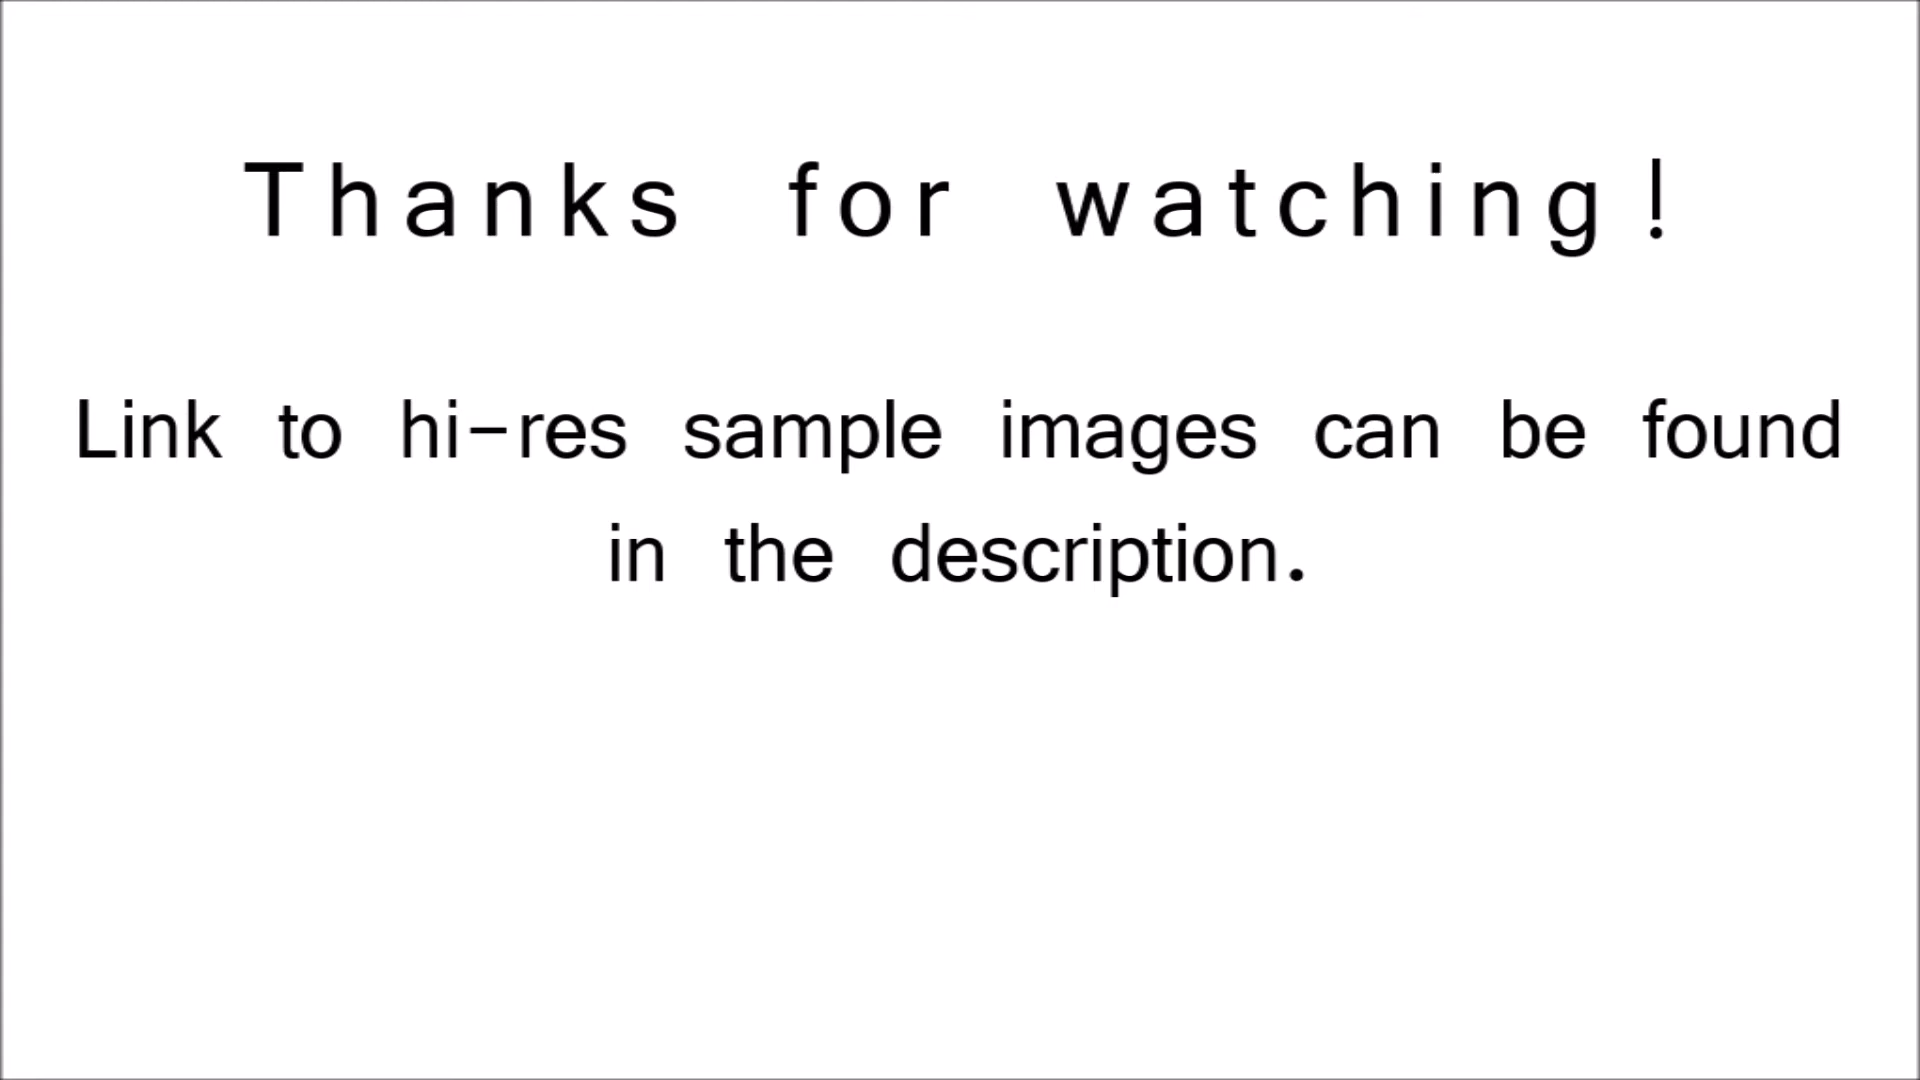 Thanks for watching!
Link to hi-res sample images can be found
in the description.